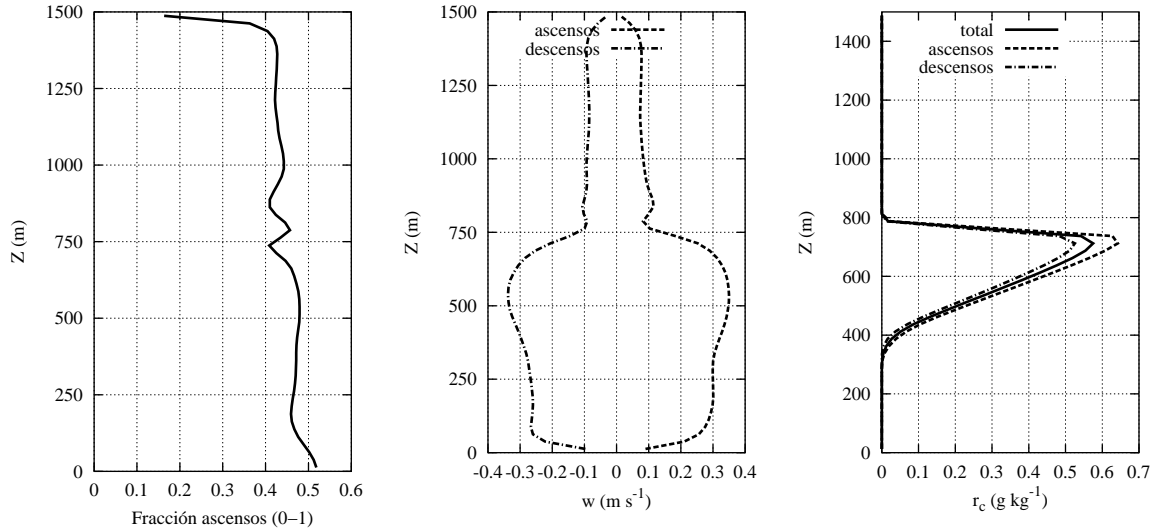 1500
1250
1000
750
500
250
0
Z (m)
0 0.1 0.2 0.3 0.4 0.5 0.6
Fracción ascensos (0–1)
1500
1250
1000
750
500
250
0
Z (m)
ascensos
descensos
-0.4 -0.3 -0.2 -0.1 0 0.1 0.2 0.3 0.4
w (m s-1)
1400
1200
1000
800
600
400
200
0
Z (m)
total
ascensos
descensos
0 0.1 0.2 0.3 0.4 0.5 0.6 0.7
rc (g kg-1)